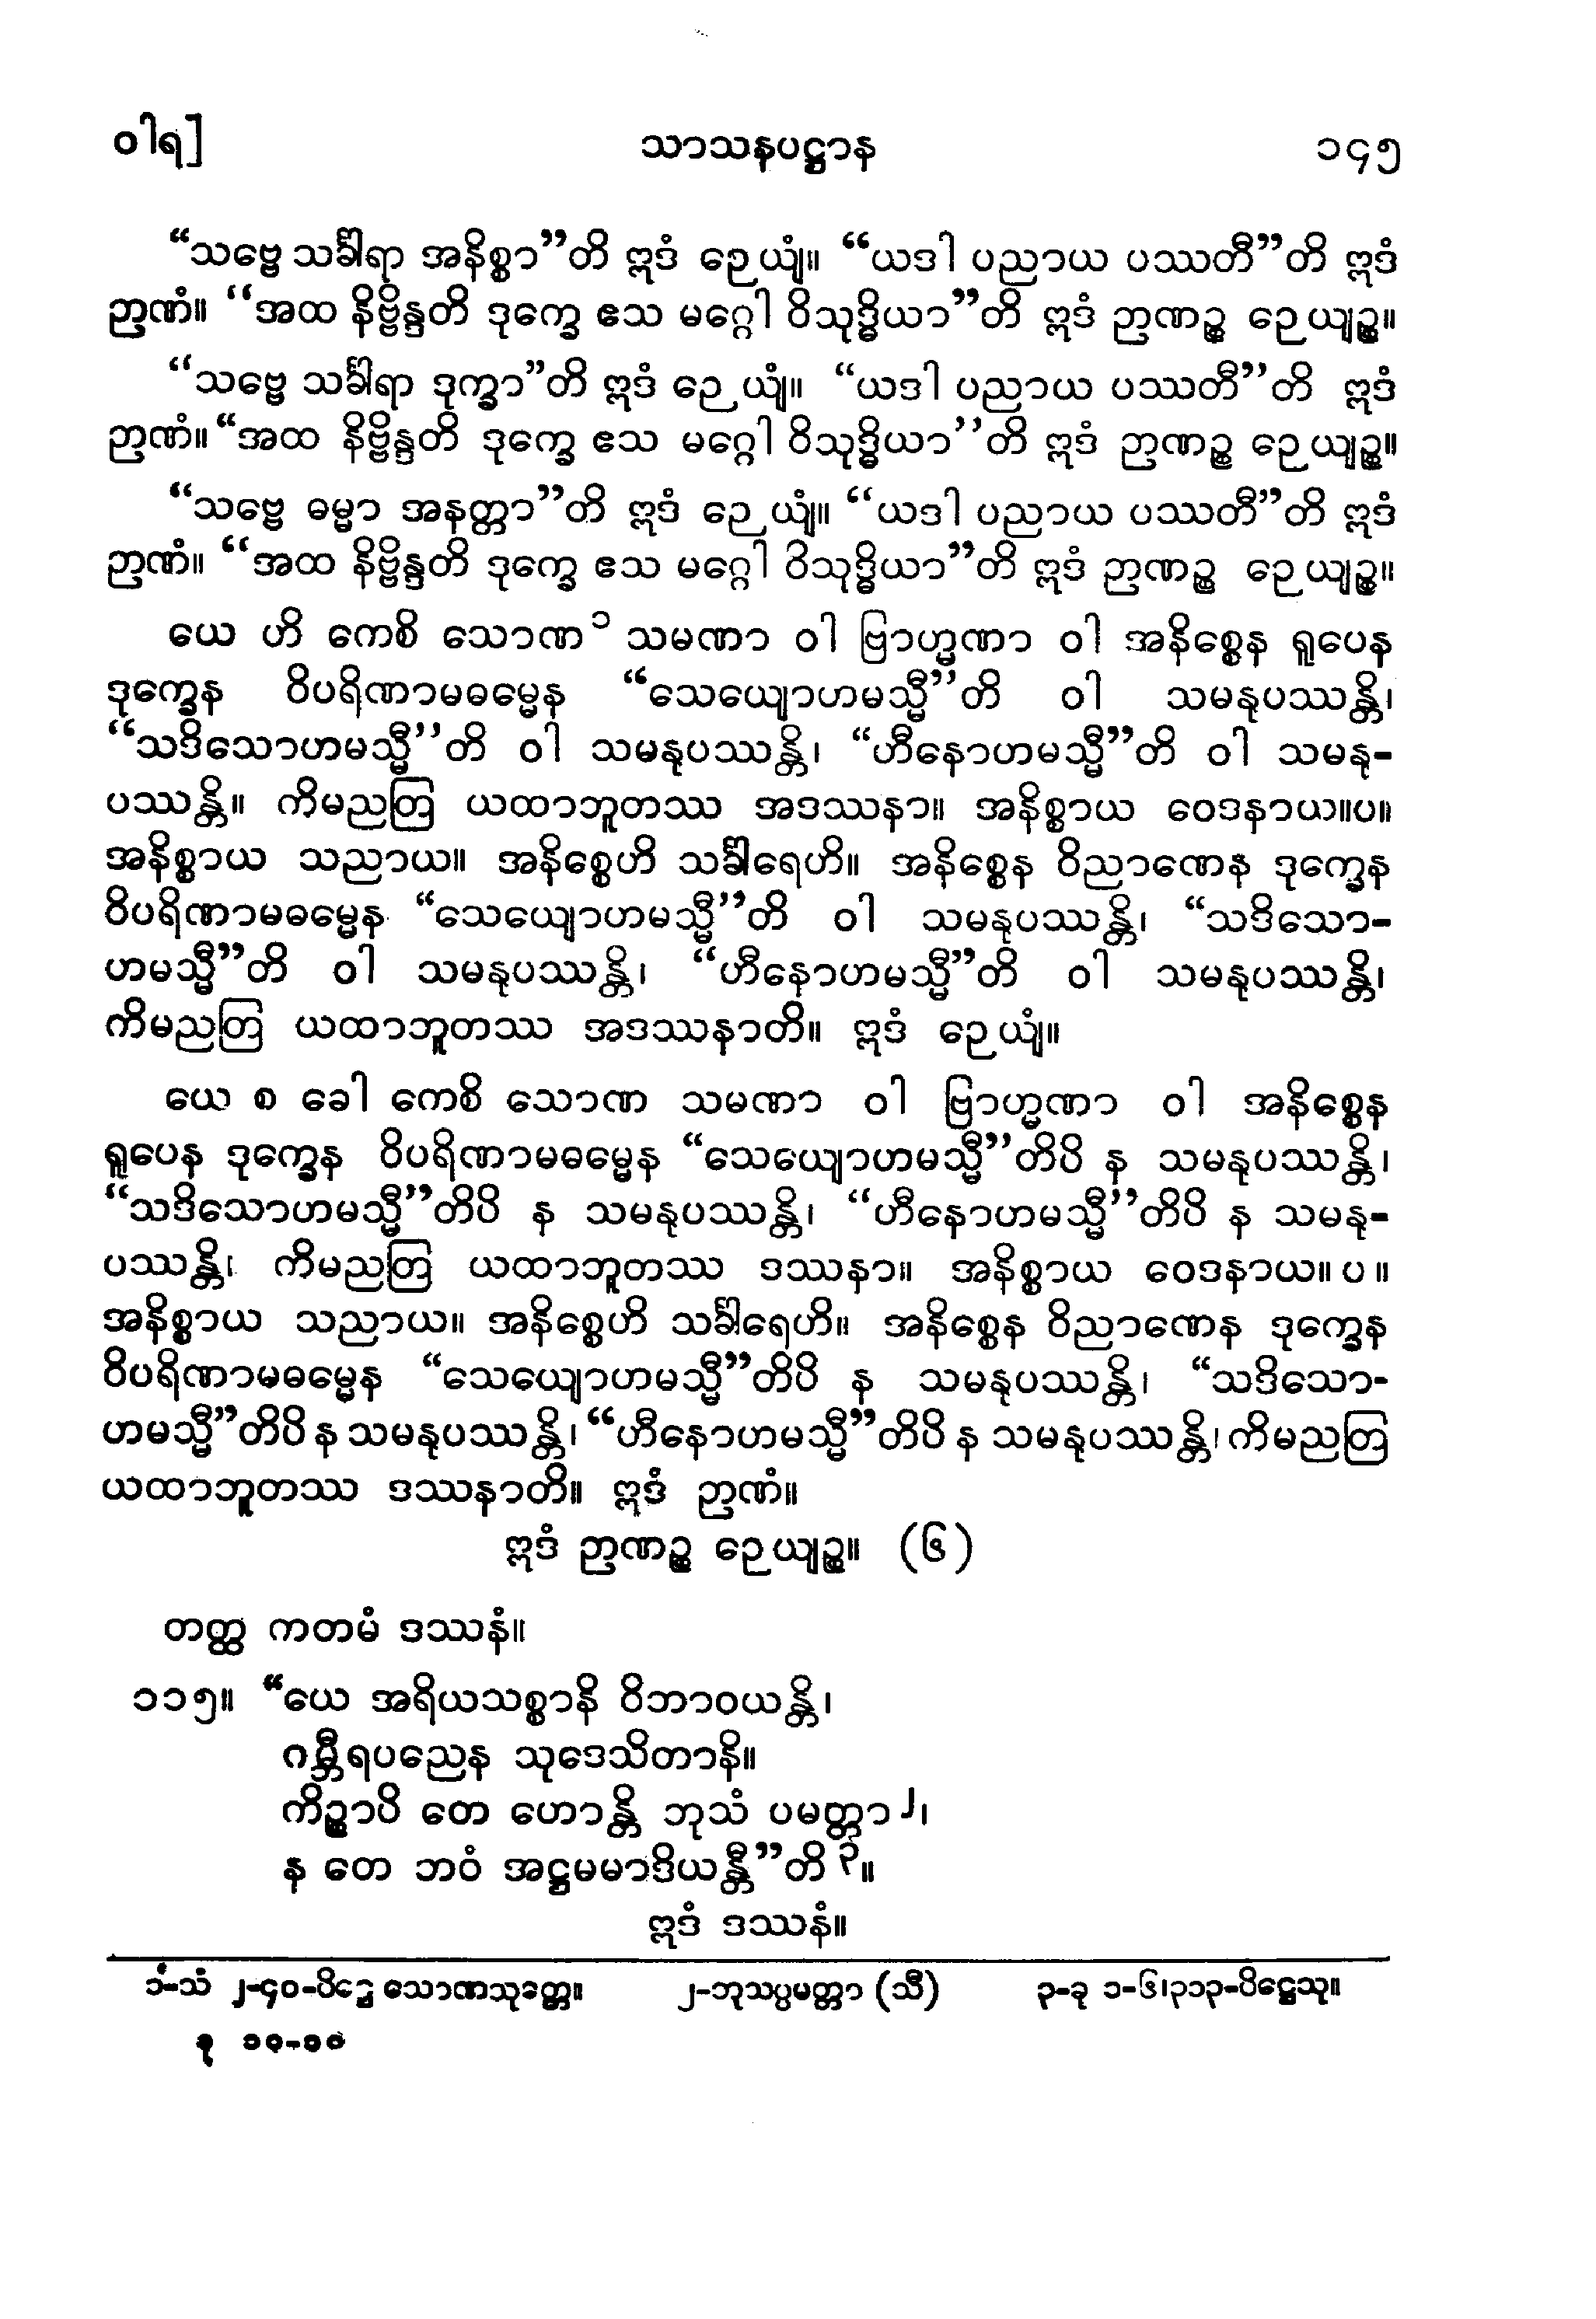 ဝါရ] သာသနပဋ္ဌာန ၁၄၅
“သဗ္ဗေ သင်္ခါရာ အနိစ္စာ”တိ ဣဒံ ဉေယျံ။ “ယဒါ ပညာယ ပဿတီ”တိ ဣဒံ
ဉာဏံ။ “အထ နိဗ္ဗိန္ဒတိ ဒုက္ခေ ဧသ မဂ္ဂေါ ဝိသုဒ္ဓိယာ”တိ ဣဒံ ဉာဏဉ္စ ဉေယျဉ္စ။
“သဗ္ဗေ သင်္ခါရာ ဒုက္ခာ”တိ ဣဒံ ဉေယျံ။ “ယဒါ ပညာယ ပဿတီ”တိ ဣဒံ
ဉာဏံ။ “အထ နိဗ္ဗိန္ဒတိ ဒုက္ခေ ဧသ မဂ္ဂေါ ဝိသုဒ္ဓိယာ”တိ ဣဒံ ဉာဏဉ္စ ဉေယျဉ္စ။
“သဗ္ဗေ ဓမ္မာ အနတ္တာ”တိ ဣဒံ ဉေယျံ။ “ယဒါ ပညာယ ပဿတီ”တိ ဣဒံ
ဉာဏံ။ “အထ နိဗ္ဗိန္ဒတိ ဒုက္ခေ ဧသ မဂ္ဂေါ ဝိသုဒ္ဓိယာ”တိ ဣဒံ ဉာဏဉ္စ ဉေယျဉ္စ။
ယေ ဟိ ကေစိ သောဏ ၁ သမဏာ ဝါ ဗြာဟ္မဏာ ဝါ အနိစ္စေန ရူပေန
ဒုက္ခေန ဝိပရိဏာမဓမ္မေန “သေယျောဟမသ္မီ”တိ ဝါ သမနုပဿန္တိ၊
“သဒိသောဟမသ္မီ”တိ ဝါ သမနုပဿန္တိ၊ “ဟီနောဟမသ္မီ”တိ ဝါ သမနု-
ပဿန္တိ။ ကိမညတြ ယထာဘူတဿ အဒဿနာ။ အနိစ္စာယ ဝေဒနာယ။ပ။
အနိစ္စာယ သညာယ။ အနိစ္စေဟိ သင်္ခါရေဟိ။ အနိစ္စေန ဝိညာဏေန ဒုက္ခေန
ဝိပရိဏာမဓမ္မေန “သေယျောဟမသ္မီ”တိ ဝါ သမနုပဿန္တိ၊ “သဒိသော-
ဟမသ္မီ”တိ ဝါ သမနုပဿန္တိ၊ “ဟီနောဟမသ္မီ”တိ ဝါ သမနုပဿန္တိ၊
ကိမညတြ ယထာဘူတဿ အဒဿနာတိ။ ဣဒံ ဉေယျံ။
ယေ စ ခေါ ကေစိ သောဏ သမဏာ ဝါ ဗြာဟ္မဏာ ဝါ အနိစ္စေန
ရူပေန ဒုက္ခေန ဝိပရိဏာမဓမ္မေန “သေယျောဟမသ္မီ”တိပိ န သမနုပဿန္တိ၊
“သဒိသောဟမသ္မီ”တိပိ န သမနုပဿန္တိ၊ “ဟီနောဟမသ္မီ”တိပိ န သမနု-
ပဿန္တိ၊ ကိမညတြ ယထာဘူတဿ ဒဿနာ။ အနိစ္စာယ ဝေဒနာယ။ ပ ။
အနိစ္စာယ သညာယ။ အနိစ္စေဟိ သင်္ခါရေဟိ။ အနိစ္စေန ဝိညာဏေန ဒုက္ခေန
ဝိပရိဏာမဓမ္မေန “သေယျောဟမသ္မီ”တိပိ န သမနုပဿန္တိ၊ “သဒိသော-
ဟမသ္မီ”တိပိ န သမနုပဿန္တိ၊ “ဟီနောဟမသ္မီ”တိပိ န သမနုပဿန္တိ၊ ကိမညတြ
ယထာဘူတဿ ဒဿနာတိ။ ဣဒံ ဉာဏံ။
ဣဒံ ဉာဏဉ္စ ဉေယျဉ္စ။ (၆)
တတ္ထ ကတမံ ဒဿနံ။
၁၁၅။ “ယေ အရိယသစ္စာနိ ဝိဘာဝယန္တိ၊
ဂမ္ဘီရပညေန သုဒေသိတာနိ။
ကိဉ္စာပိ တေ ဟောန္တိ ဘုသံ ပမတ္တာ ၂၊
န တေ ဘဝံ အဋ္ဌမမာဒိယန္တီ”တိ ၃။
ဣဒံ ဒဿနံ။
၁-သံ ၂-၄၀-ပိဋ္ဌေ သောဏသုတ္တေ။ ၂-ဘုသပ္ပမတ္တာ (သီ) ၃-ခု ၁-၆၊၃၁၃-ပိဋ္ဌေသု။